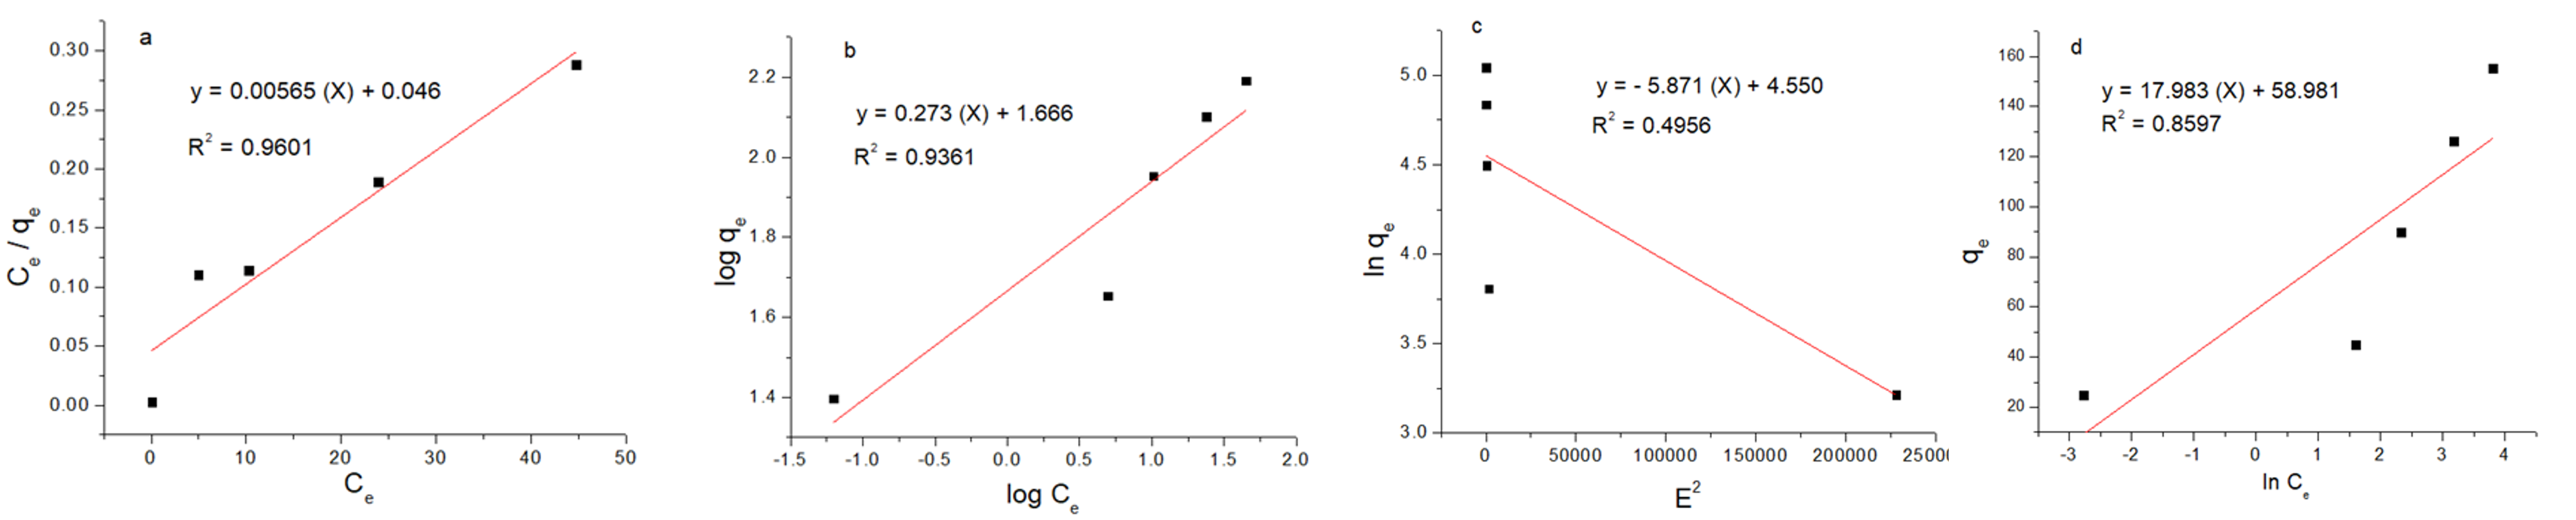 a
y = 0.00565 (X) + 0.046
R² = 0.9601
0.30
0.25
0.20
0.15
0.10
0.05
0.00
Cₑ / qₑ
0 10 20 30 40 50
Cₑ
b
y = 0.273 (X) + 1.666
R² = 0.9361
2.2
2.0
1.8
1.6
1.4
log qₑ
-1.5 -1.0 -0.5 0.0 0.5 1.0 1.5 2.0
log Cₑ
c
y = - 5.871 (X) + 4.550
R² = 0.4956
5.0
4.5
4.0
3.5
3.0
ln qₑ
0 50000 100000 150000 200000 25000
E²
d
y = 17.983 (X) + 58.981
R² = 0.8597
160
140
120
100
80
60
40
20
qₑ
-3 -2 -1 0 1 2 3 4
ln Cₑ